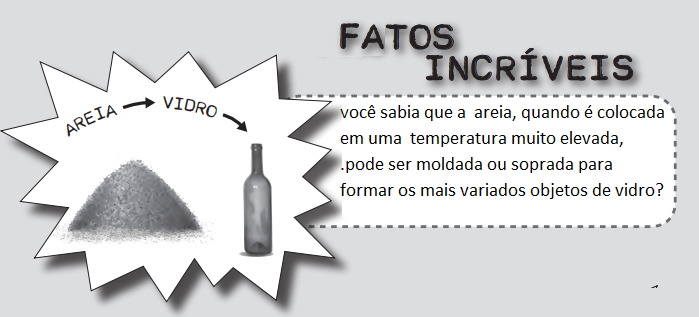 FATOS
INCRÍVEIS
AREIA
VIDRO
você sabia que a areia, quando é colocada
em uma temperatura muito elevada,
.pode ser moldada ou soprada para
formar os mais variados objetos de vidro?